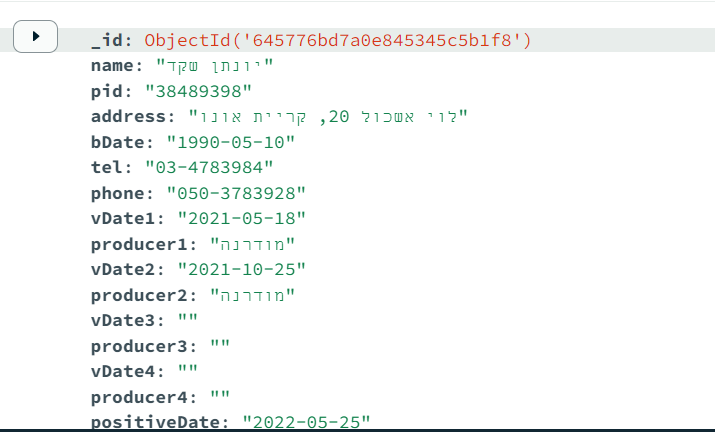 _id: ObjectId('645776bd7a0e845345c5b1f8')
name: "יונתן שקד"
pid: "38489398"
address: "לוי אשכול 20, קריית אונו"
bDate: "1990-05-10"
tel: "03-4783984"
phone: "050-3783928"
vDate1: "2021-05-18"
producer1: "מודרנה"
vDate2: "2021-10-25"
producer2: "מודרנה"
vDate3: ""
producer3: ""
vDate4: ""
producer4: ""
positiveDate: "2022-05-25"